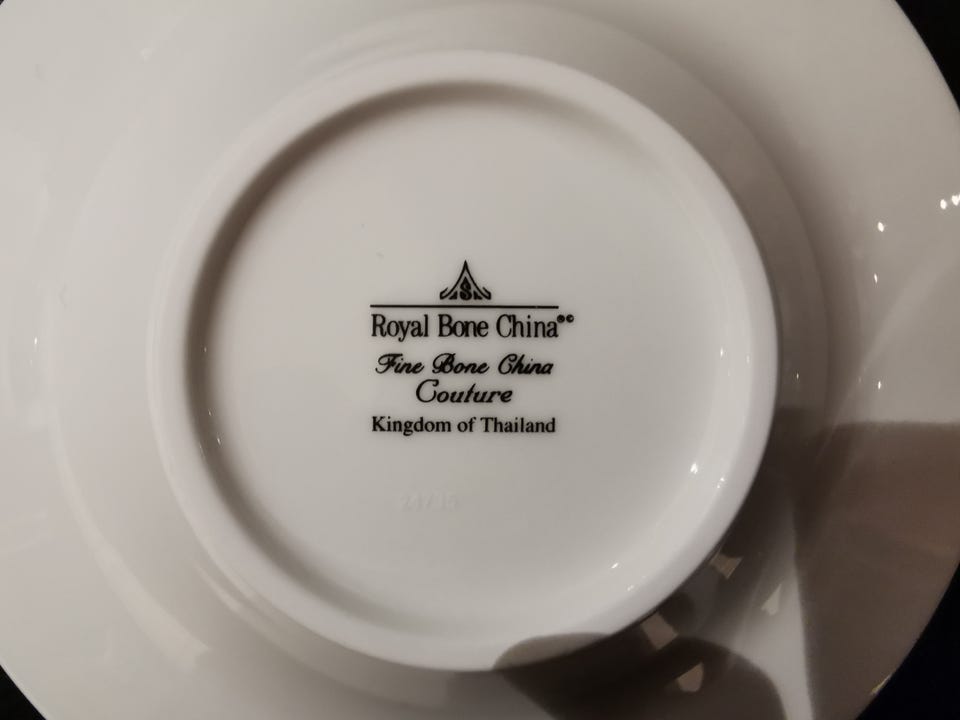 Royal Bone China
Fine Bone China
Couture
Kingdom of Thailand